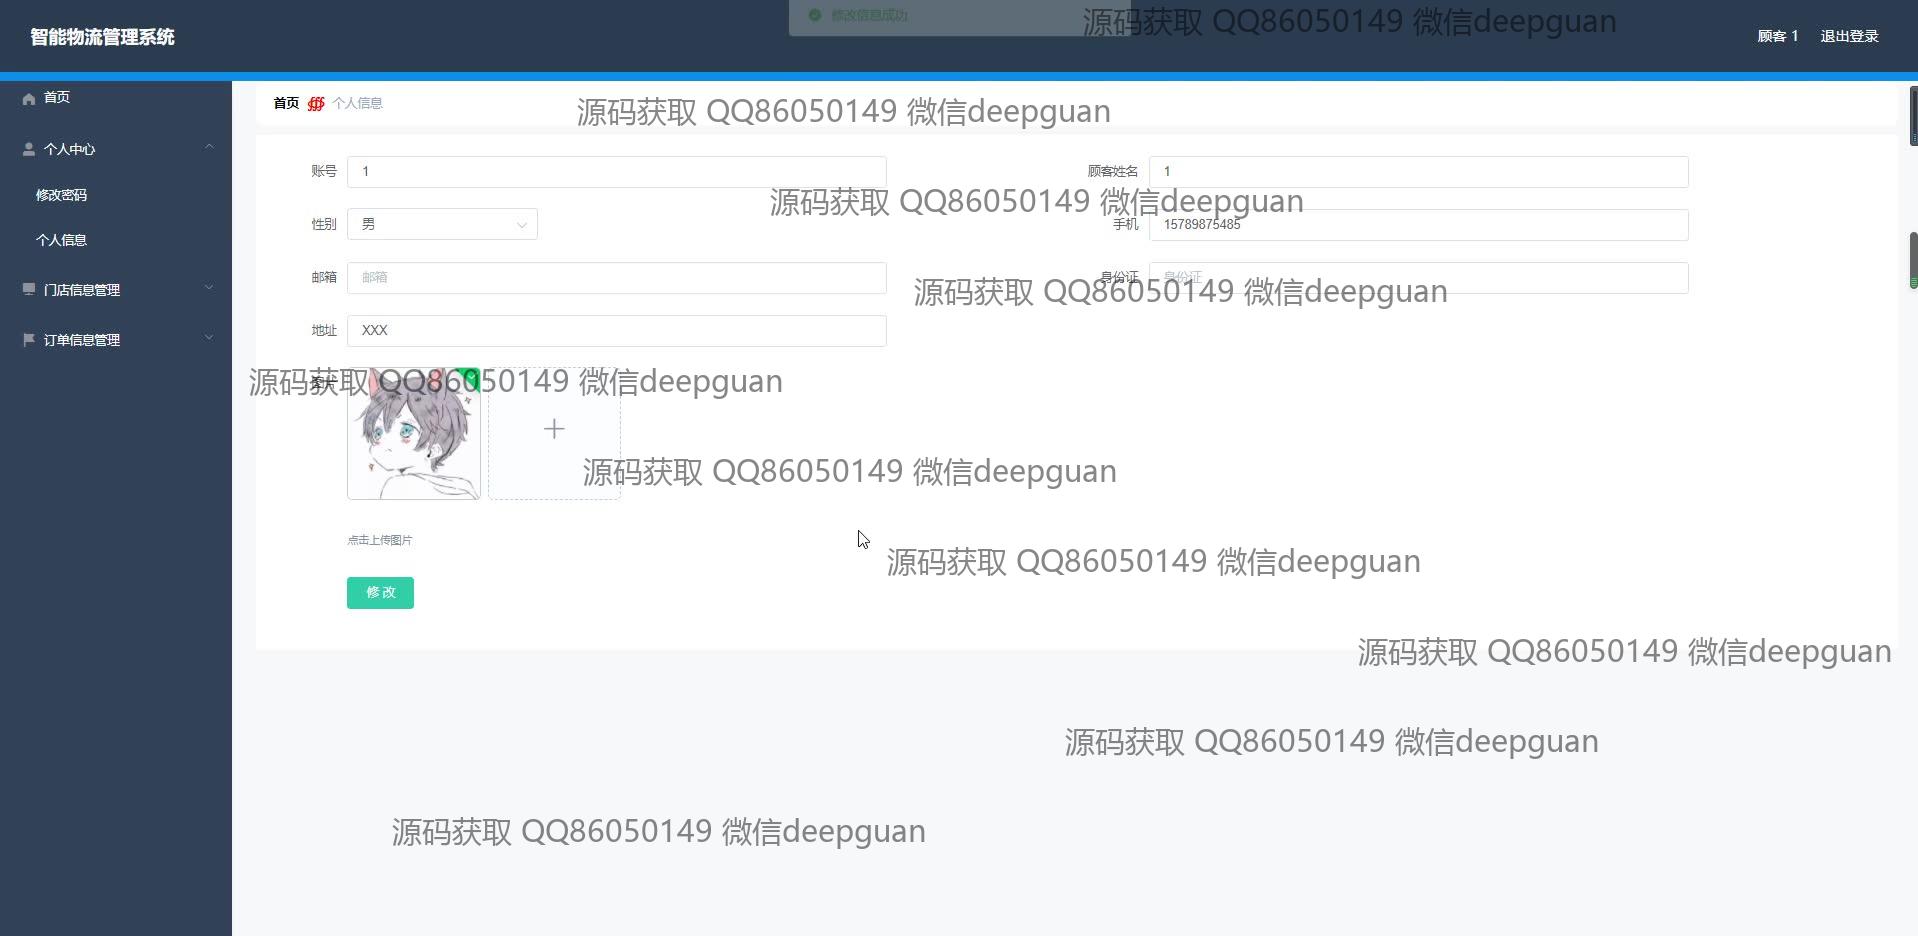 智能物流管理系统
修改信息成功
源码获取 QQ86050149 微信deepguan
顾客 1 退出登录
首页
个人中心
修改密码
个人信息
门店信息管理
订单信息管理
首页 个人信息
源码获取 QQ86050149 微信deepguan
账号 1
顾客姓名 1
源码获取 QQ86050149 微信deepguan
性别 男
手机 15789875485
邮箱 邮箱
身份证 身份证
源码获取 QQ86050149 微信deepguan
地址 XXX
图片
源码获取 QQ86050149 微信deepguan
源码获取 QQ86050149 微信deepguan
点击上传图片
源码获取 QQ86050149 微信deepguan
修改
源码获取 QQ86050149 微信deepguan
源码获取 QQ86050149 微信deepguan
源码获取 QQ86050149 微信deepguan